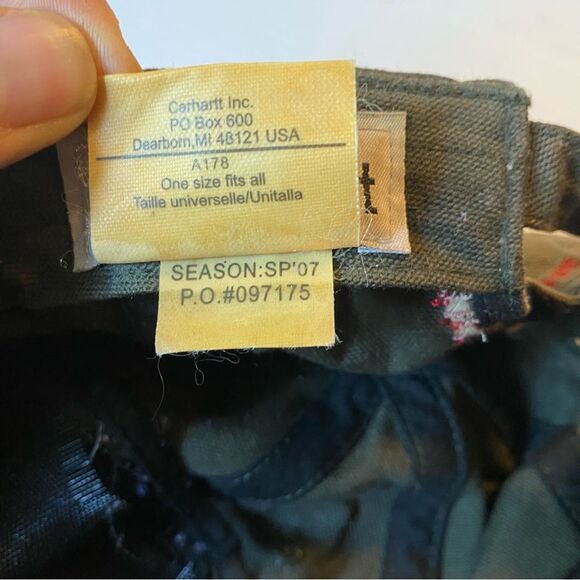 Carhartt Inc.
PO Box 600
Dearborn,MI 48121 USA
A178
One size fits all
Taille universelle/Unitalla
SEASON:SP'07
P.O.#097175